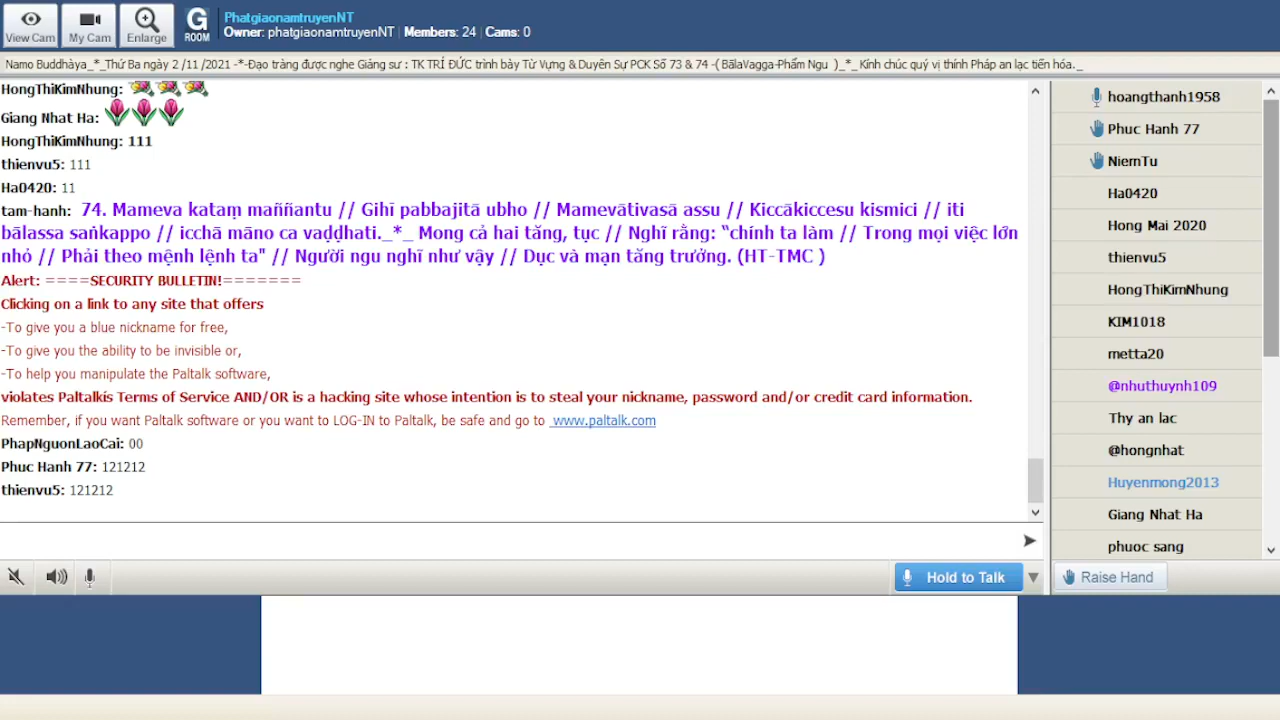 View Cam
My Cam
Enlarge
G
ROOM
PhatgiaonamtruyenNT
Owner: phatgiaonamtruyenNT | Members: 24 | Cams: 0
Namo Buddhàya_*_Thứ Ba ngày 2 /11 /2021 -*-Đạo tràng được nghe Giảng sư : TK TRÍ ĐỨC trình bày Từ Vựng & Duyên Sự PCK Số 73 & 74 -( BālaVagga-Phẩm Ngu )_*_ Kính chúc quý vị thính Pháp an lạc tiến hóa._
HongThiKimNhung:
Giang Nhat Ha:
HongThiKimNhung: 111
thienvu5: 111
Ha0420: 11
tam-hanh: 74. Mameva kataṃ maññantu // Gihī pabbajitā ubho // Mamevātivasā assu // Kiccākiccesu kismici // iti
bālassa saṅkappo // icchā māno ca vaḍḍhati._*_ Mong cả hai tăng, tục // Nghĩ rằng: “chính ta làm // Trong mọi việc lớn
nhỏ // Phải theo mệnh lệnh ta" // Người ngu nghĩ như vậy // Dục và mạn tăng trưởng. (HT-TMC )
Alert: ====SECURITY BULLETIN!=======
Clicking on a link to any site that offers
-To give you a blue nickname for free,
-To give you the ability to be invisible or,
-To help you manipulate the Paltalk software,
violates Paltalkís Terms of Service AND/OR is a hacking site whose intention is to steal your nickname, password and/or credit card information.
Remember, if you want Paltalk software or you want to LOG-IN to Paltalk, be safe and go to www.paltalk.com
PhapNguonLaoCai: 00
Phuc Hanh 77: 121212
thienvu5: 121212
hoangthanh1958
Phuc Hanh 77
NiemTu
Ha0420
Hong Mai 2020
thienvu5
HongThiKimNhung
KIM1018
metta20
@nhuthuynh109
Thy an lac
@hongnhat
Huyenmong2013
Giang Nhat Ha
phuoc sang
Hold to Talk
Raise Hand